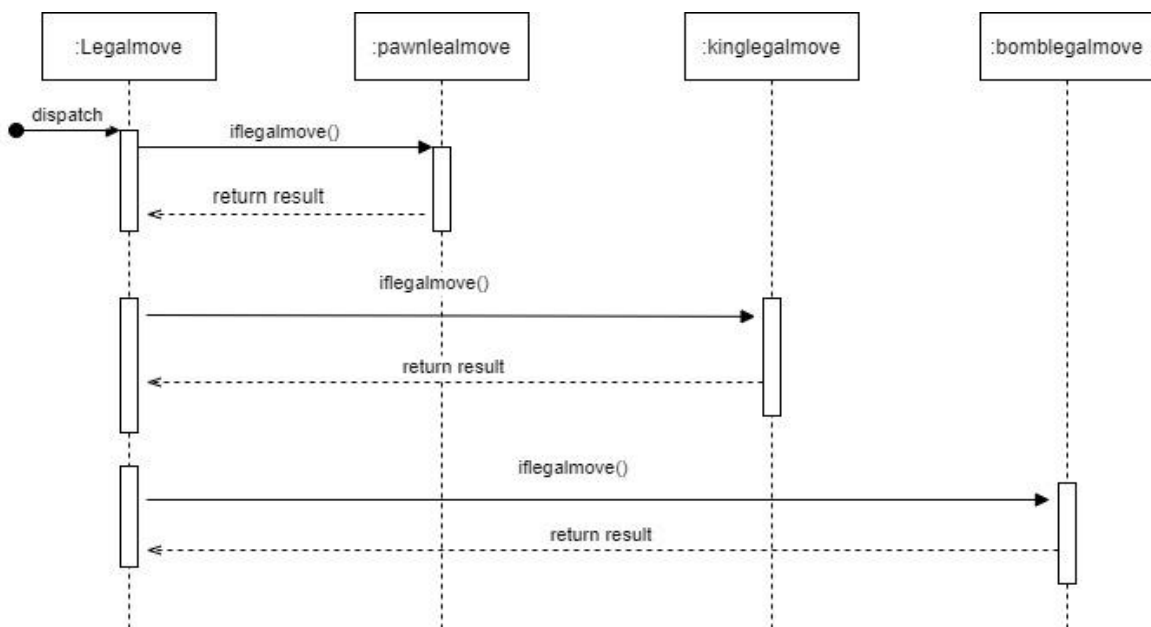 :Legalmove
:pawnlealmove
:kinglegalmove
:bomblegalmove
dispatch
iflegalmove()
return result
iflegalmove()
return result
iflegalmove()
return result